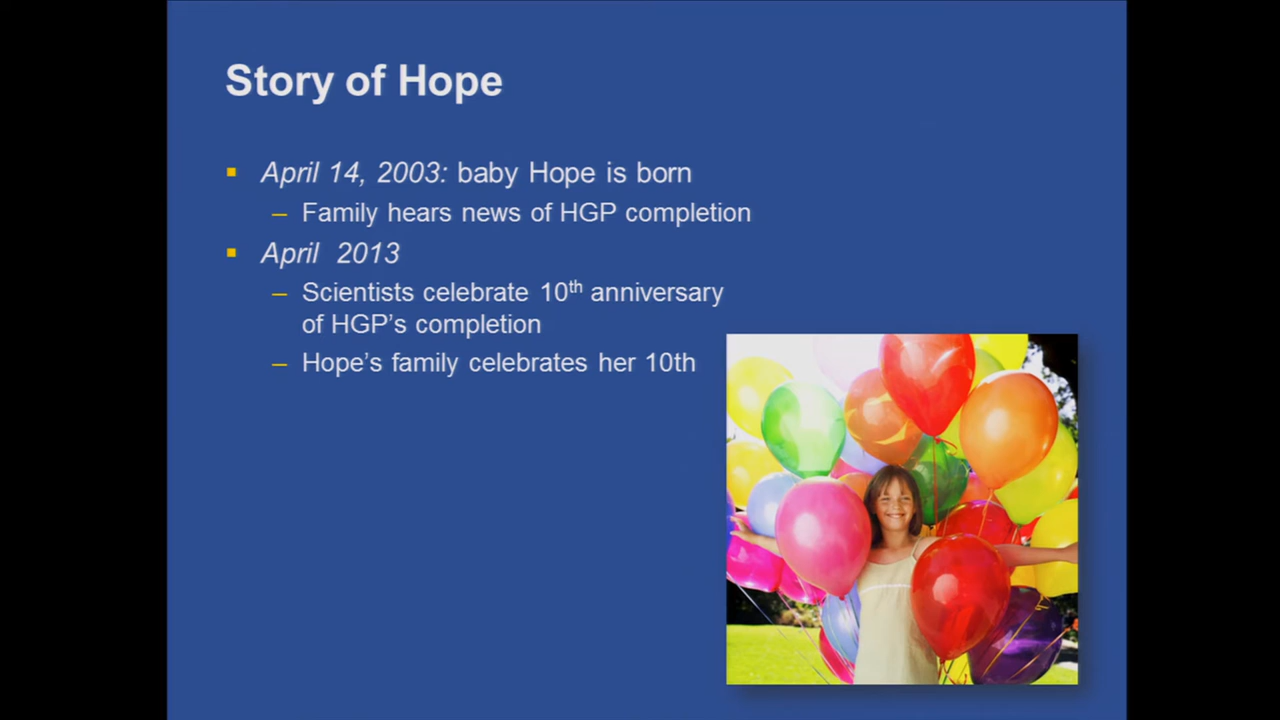 Story of Hope
▪ April 14, 2003: baby Hope is born
– Family hears news of HGP completion
▪ April 2013
– Scientists celebrate 10th anniversary
of HGP's completion
– Hope's family celebrates her 10th